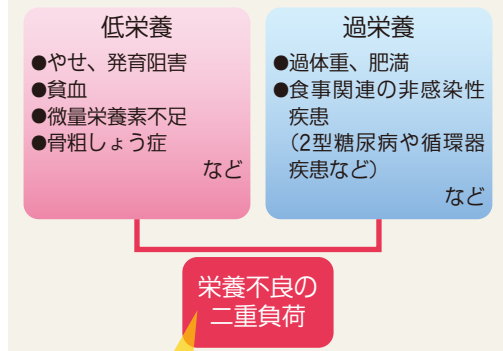 低栄養
●やせ、発育阻害
●貧血
●微量栄養素不足
●骨粗しょう症
など
過栄養
●過体重、肥満
●食事関連の非感染性
疾患
（2型糖尿病や循環器
疾患など）
など
栄養不良の
二重負荷